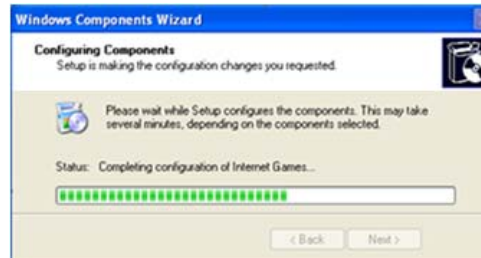 Windows Components Wizard
Configuring Components
Setup is making the configuration changes you requested.
Please wait while Setup configures the components. This may take
several minutes, depending on the components selected.
Status: Completing configuration of Internet Games...
< Back Next >